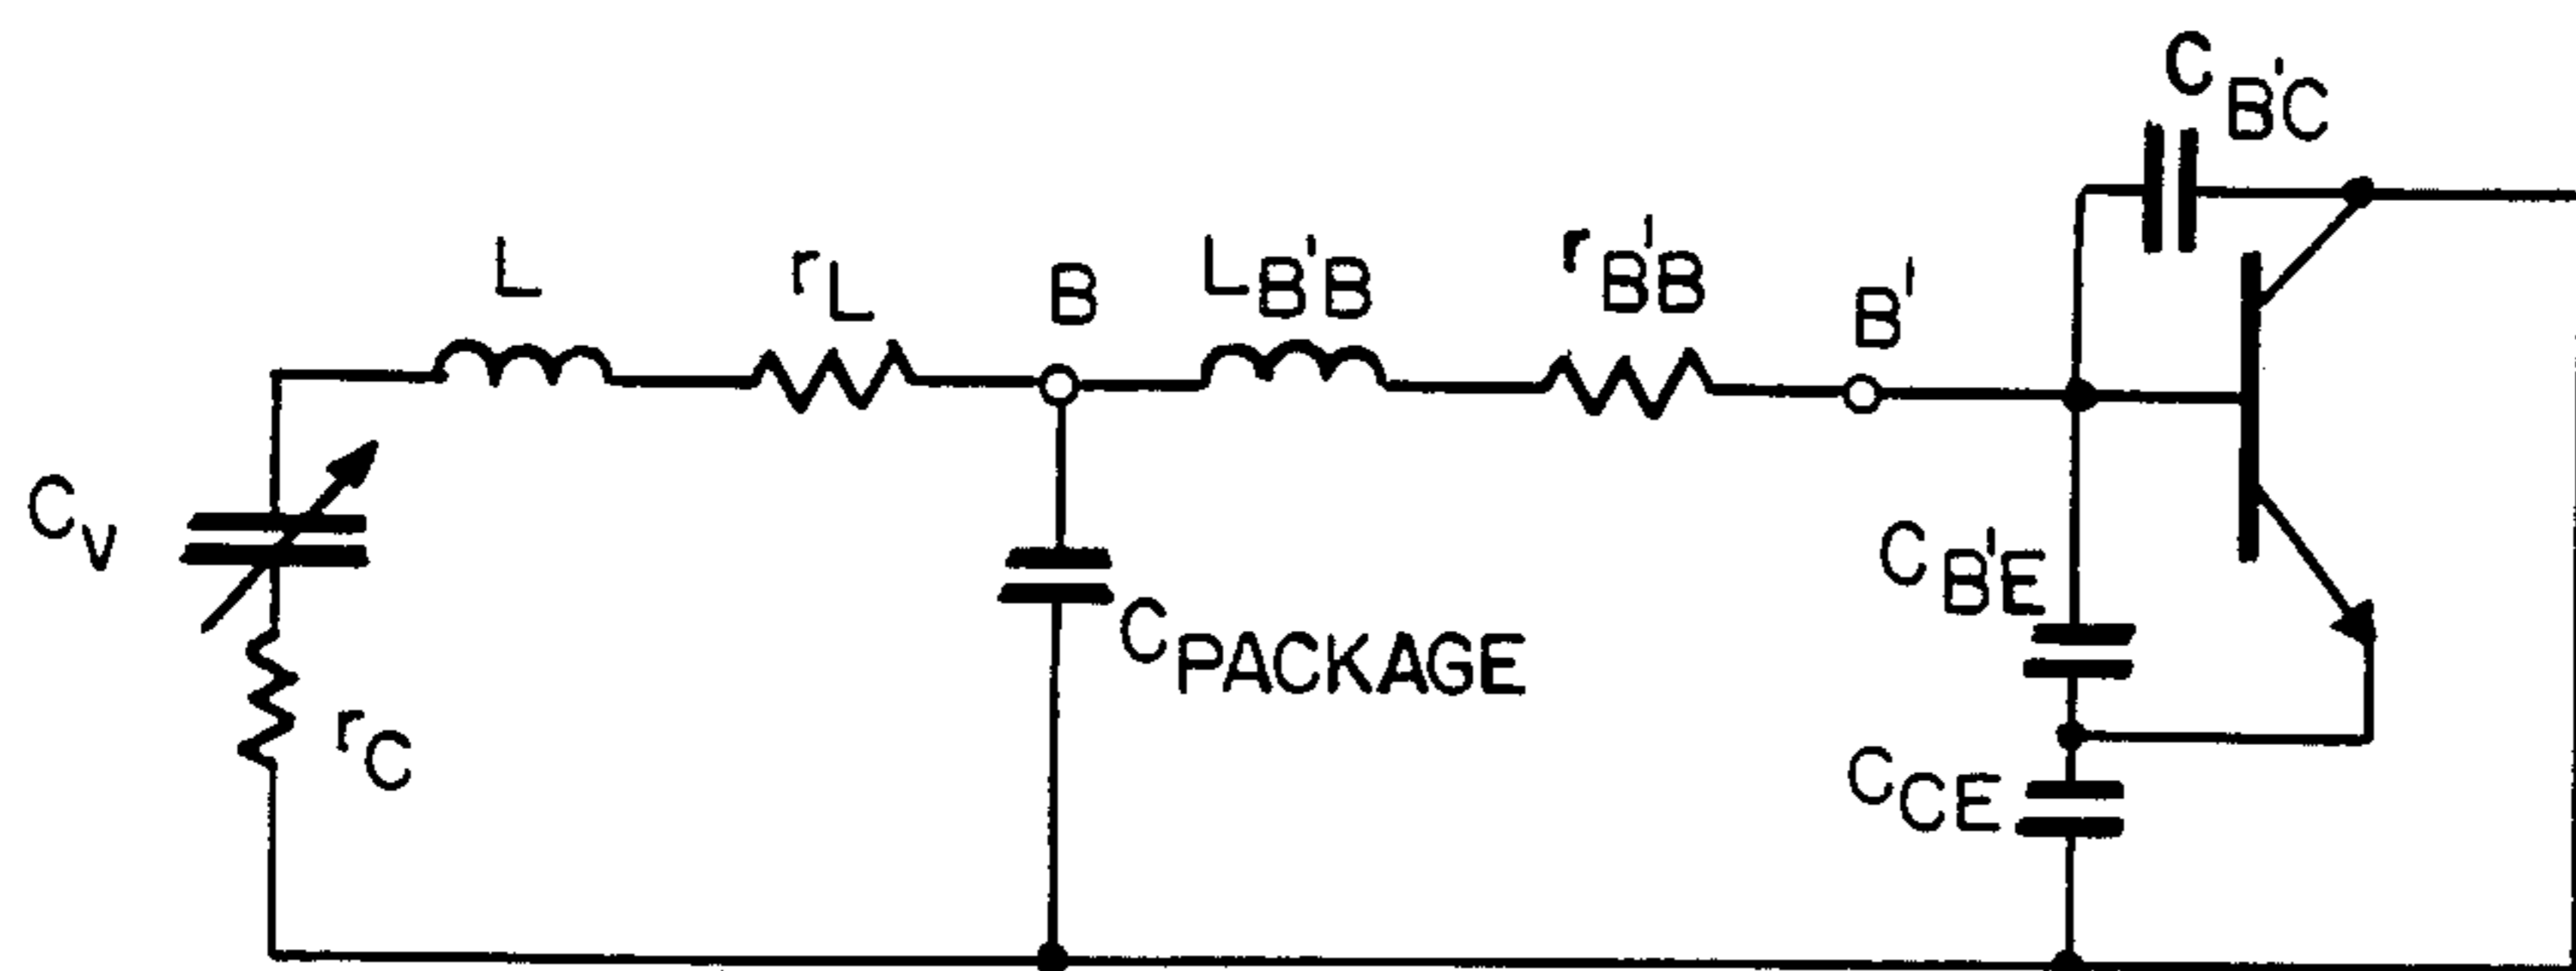 C_B'C
L
r_L
B
L_B'B
r_B'B
B'
C_V
C_PACKAGE
C_B'E
r_C
C_CE